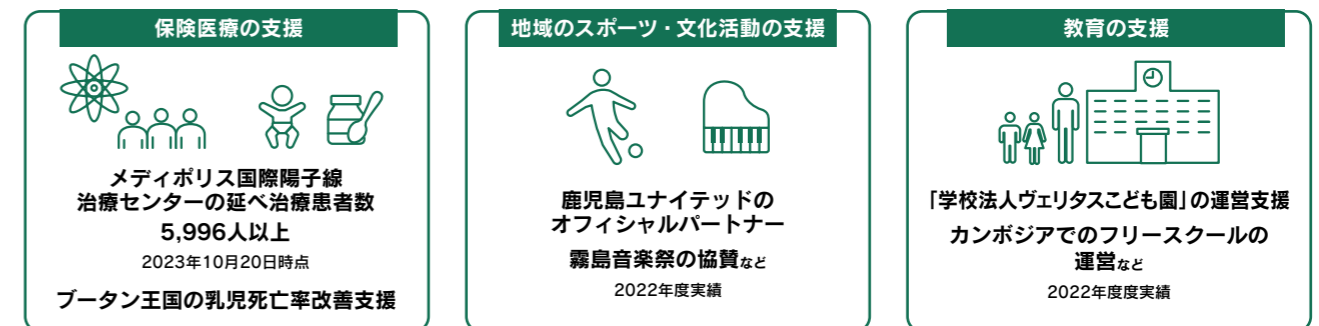 保険医療の支援
メディポリス国際陽子線
治療センターの延べ治療患者数
5,996人以上
2023年10月20日時点
ブータン王国の乳児死亡率改善支援
地域のスポーツ・文化活動の支援
鹿児島ユナイテッドの
オフィシャルパートナー
霧島音楽祭の協賛など
2022年度実績
教育の支援
「学校法人ヴェリタスこども園」の運営支援
カンボジアでのフリースクールの
運営など
2022年度度実績